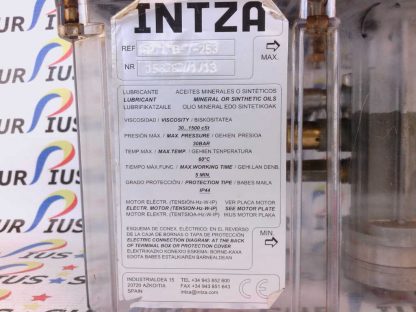 INTZA
REF
NR
MAX.
LUBRICANTE ACEITES MINERALES O SINTÉTICOS
LUBRICANT MINERAL OR SINTHETIC OILS
LUBRIFIKATZAILE OLIO MINERAL EDO SINTETIKOAK
VISCOSIDAD / VISCOSITY / BISKOSITATEA
30...1500 cSt
PRESIÓN MÁX./ MAX. PRESSURE / GEHIEN. PRESIOA
30BAR
TEMP.MÁX./ MAX.TEMP. / GEHIEN TENPERATURA
60ºC
TIEMPO MÁX.FUNC./ MAX WORKING TIME / GEHI.LAN DENB.
5 MIN.
GRADO PROTECCIÓN / PROTECTION TIPE / BABES MAILA
IP44
MOTOR ELÉCTR. (TENSIÓN-Hz-W-IP) VER PLACA MOTOR
ELECTR. MOTOR (TENSION-Hz-W-IP) SEE MOTOR PLATE
MOTOR ELEKTR. (TENTSIOA-Hz-W-IP) IKUS MOTOR PLAKA
ESQUEMA DE CONEX. ELÉCTRICO: EN EL REVERSO
DE LA CAJA DE BORNAS O TAPA DE PROTECCIÓN
ELECTRIC CONNECTION DIAGRAM: AT THE BACK
OF TERMINAL BOX OR PROTECTION COVER
MIN.
INDUSTRIALDEA 15 TEL +34 943 852 600
20720 AZKOITIA FAX +34 943 851 643
SPAIN intza.com
CE
PIUS